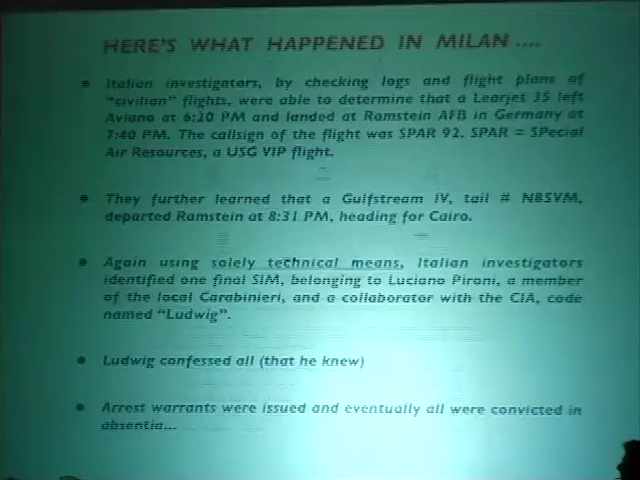 HERE'S WHAT HAPPENED IN MILAN ....
• Italian investigators, by checking logs and flight plans of
"civilian" flights, were able to determine that a Learjet 35 left
Aviano at 6:20 PM and landed at Ramstein AFB in Germany at
7:40 PM. The callsign of the flight was SPAR 92. SPAR = SPecial
Air Resources, a USG VIP flight.
• They further learned that a Gulfstream IV, tail # N85VM,
departed Ramstein at 8:31 PM, heading for Cairo.
• Again using solely technical means, Italian investigators
identified one final SIM, belonging to Luciano Pironi, a member
of the local Carabinieri, and a collaborator with the CIA, code
named "Ludwig".
• Ludwig confessed all (that he knew)
• Arrest warrants were issued and eventually all were convicted in
absentia...